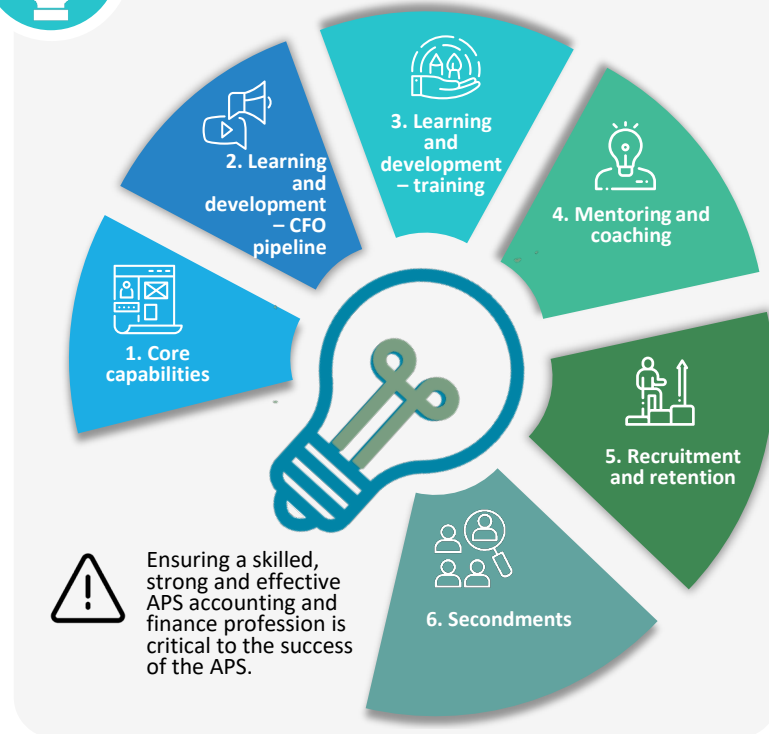 1. Core
capabilities
2. Learning
and
development
– CFO
pipeline
3. Learning
and
development
– training
4. Mentoring and
coaching
5. Recruitment
and retention
6. Secondments
Ensuring a skilled,
strong and effective
APS accounting and
finance profession is
critical to the success
of the APS.